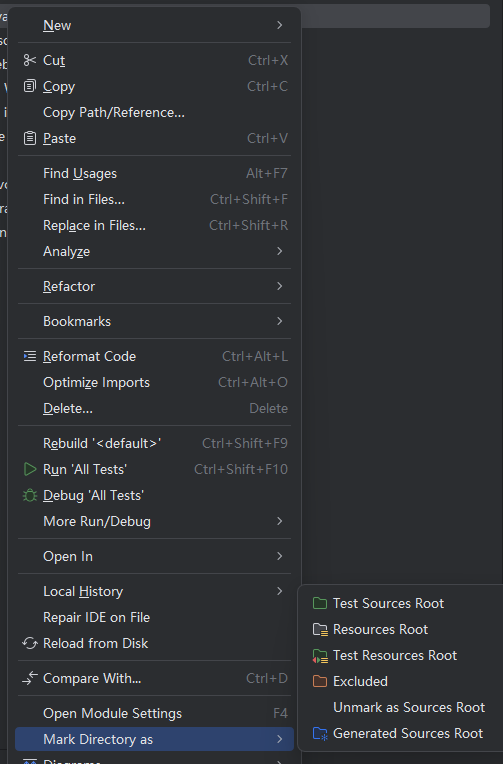 New
Cut Ctrl+X
Copy Ctrl+C
Copy Path/Reference...
Paste Ctrl+V
Find Usages Alt+F7
Find in Files... Ctrl+Shift+F
Replace in Files... Ctrl+Shift+R
Analyze
Refactor
Bookmarks
Reformat Code Ctrl+Alt+L
Optimize Imports Ctrl+Alt+O
Delete... Delete
Rebuild '<default>' Ctrl+Shift+F9
Run 'All Tests' Ctrl+Shift+F10
Debug 'All Tests'
More Run/Debug
Open In
Local History
Repair IDE on File
Reload from Disk
Compare With... Ctrl+D
Open Module Settings F4
Mark Directory as
Diagrams
Test Sources Root
Resources Root
Test Resources Root
Excluded
Unmark as Sources Root
Generated Sources Root